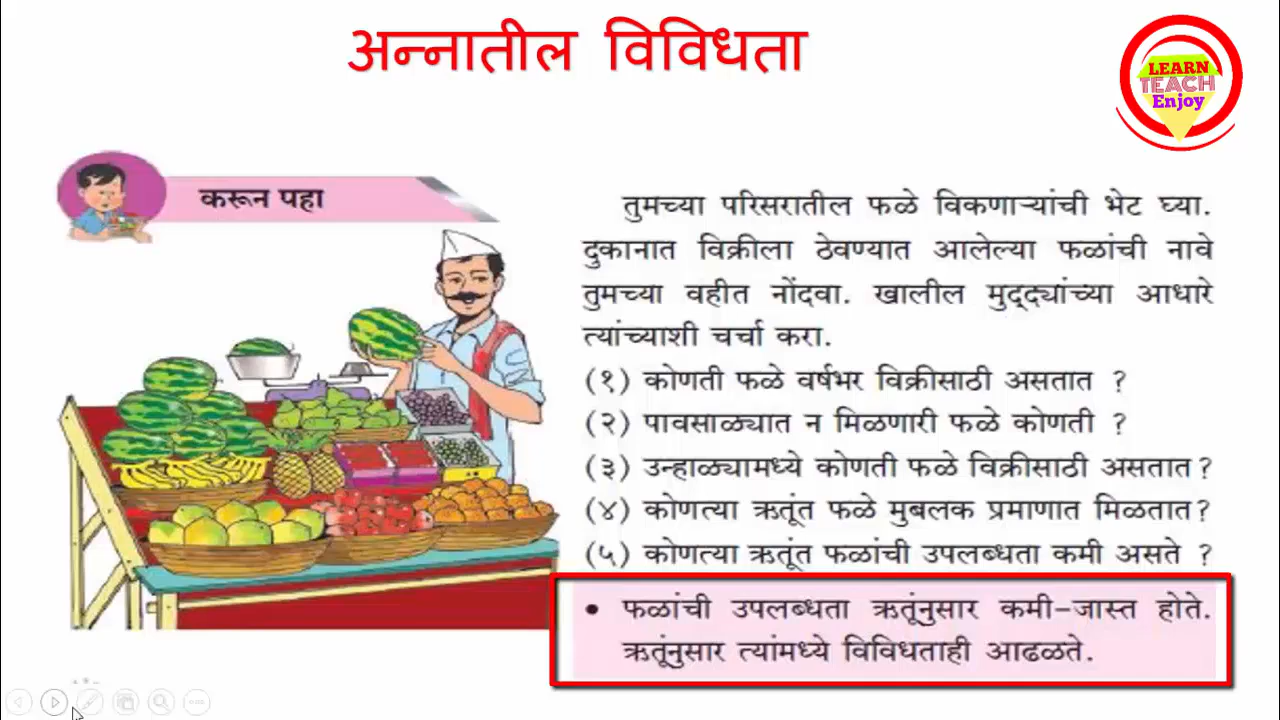 अन्नातील विविधता
LEARN
TEACH
Enjoy
करून पहा
तुमच्या परिसरातील फळे विकणाऱ्यांची भेट घ्या.
दुकानात विक्रीला ठेवण्यात आलेल्या फळांची नावे
तुमच्या वहीत नोंदवा. खालील मुद्‌द्यांच्या आधारे
त्यांच्याशी चर्चा करा.
(१) कोणती फळे वर्षभर विक्रीसाठी असतात ?
(२) पावसाळ्यात न मिळणारी फळे कोणती ?
(३) उन्हाळ्यामध्ये कोणती फळे विक्रीसाठी असतात?
(४) कोणत्या ऋतूंत फळे मुबलक प्रमाणात मिळतात?
(५) कोणत्या ऋतूंत फळांची उपलब्धता कमी असते ?
• फळांची उपलब्धता ऋतूंनुसार कमी-जास्त होते.
ऋतूंनुसार त्यांमध्ये विविधताही आढळते.